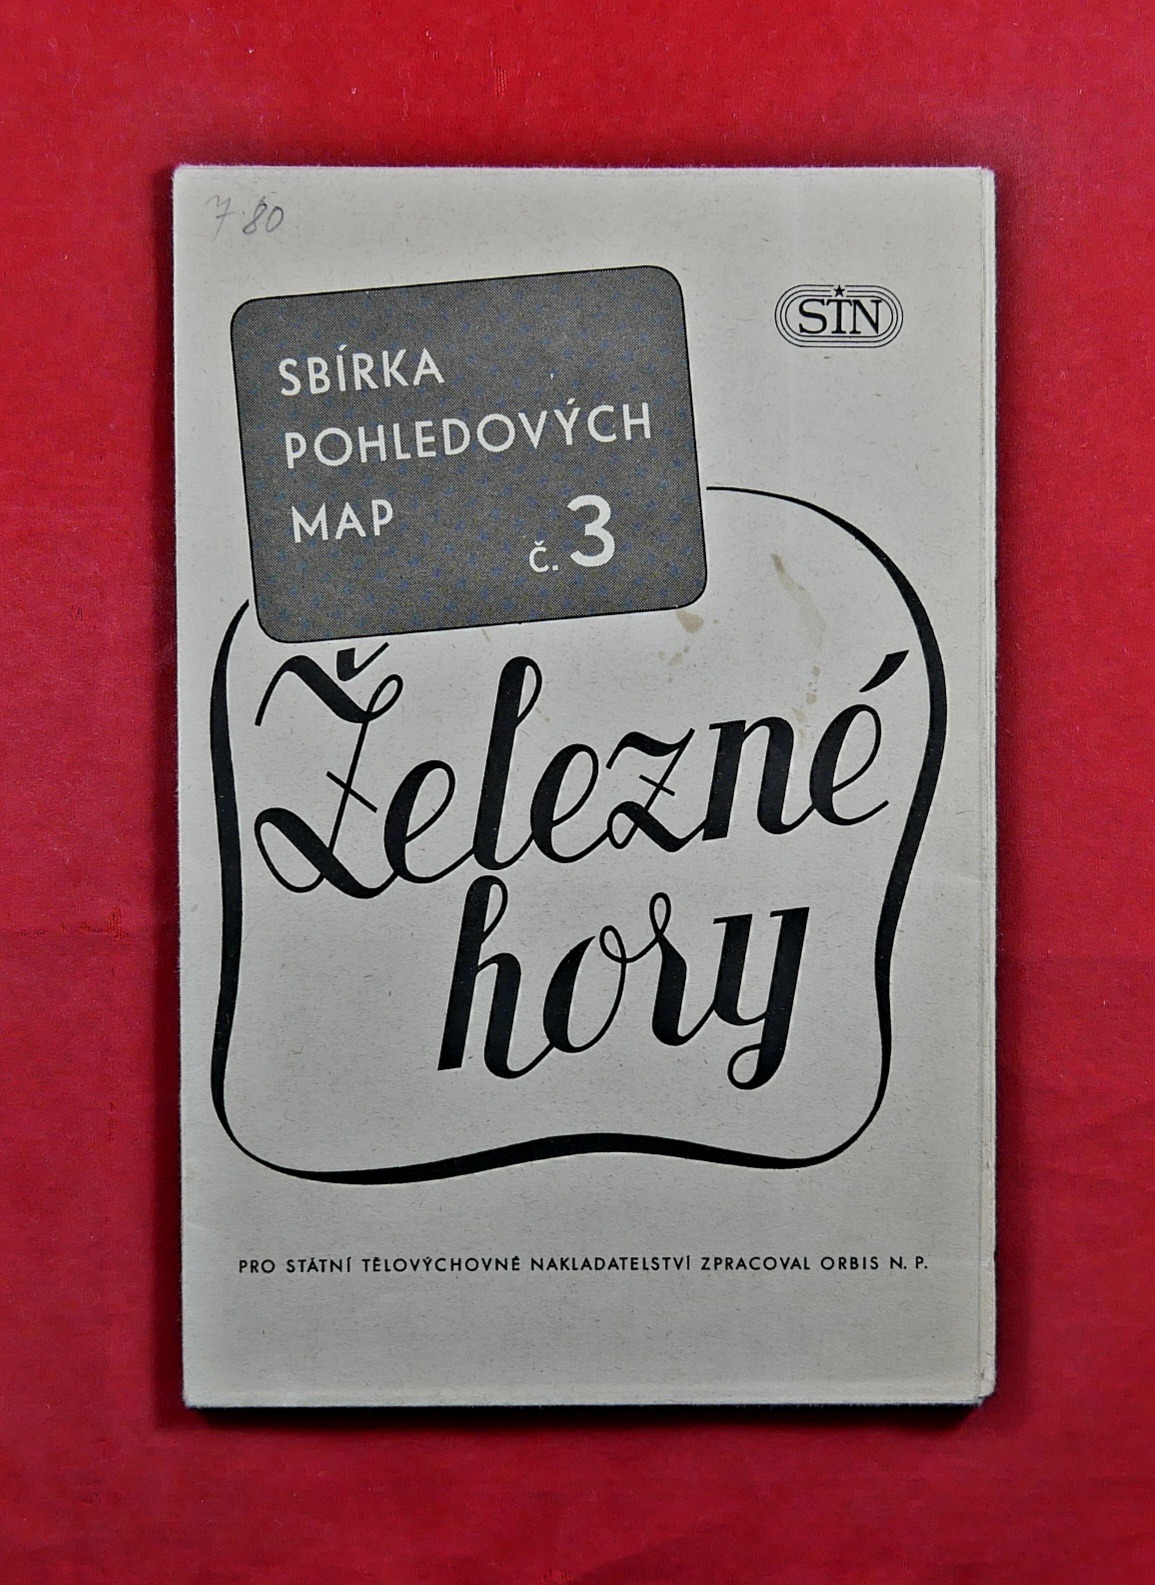 7.80
STN
SBÍRKA
POHLEDOVÝCH
MAP
č. 3
Železné
hory
PRO STÁTNÍ TĚLOVÝCHOVNÉ NAKLADATELSTVÍ ZPRACOVAL ORBIS N. P.